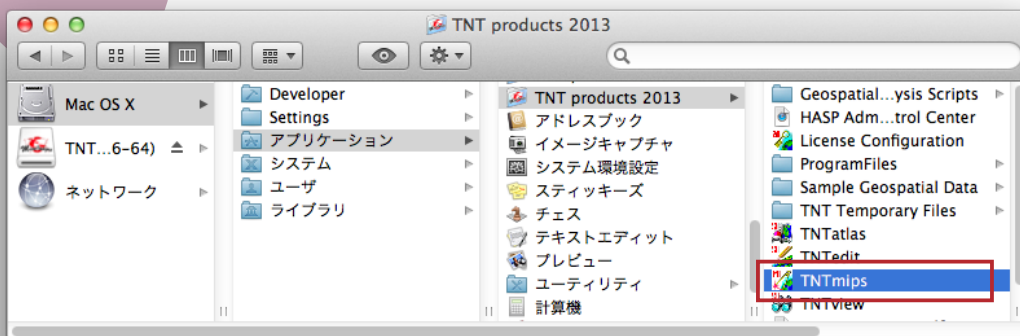 TNT products 2013
Mac OS X
TNT...6-64)
ネットワーク
Developer
Settings
アプリケーション
システム
ユーザ
ライブラリ
TNT products 2013
アドレスブック
イメージキャプチャ
システム環境設定
スティッキーズ
チェス
テキストエディット
プレビュー
ユーティリティ
計算機
Geospatial...ysis Scripts
HASP Adm...trol Center
License Configuration
ProgramFiles
Sample Geospatial Data
TNT Temporary Files
TNTatlas
TNTedit
TNTmips
TNTview